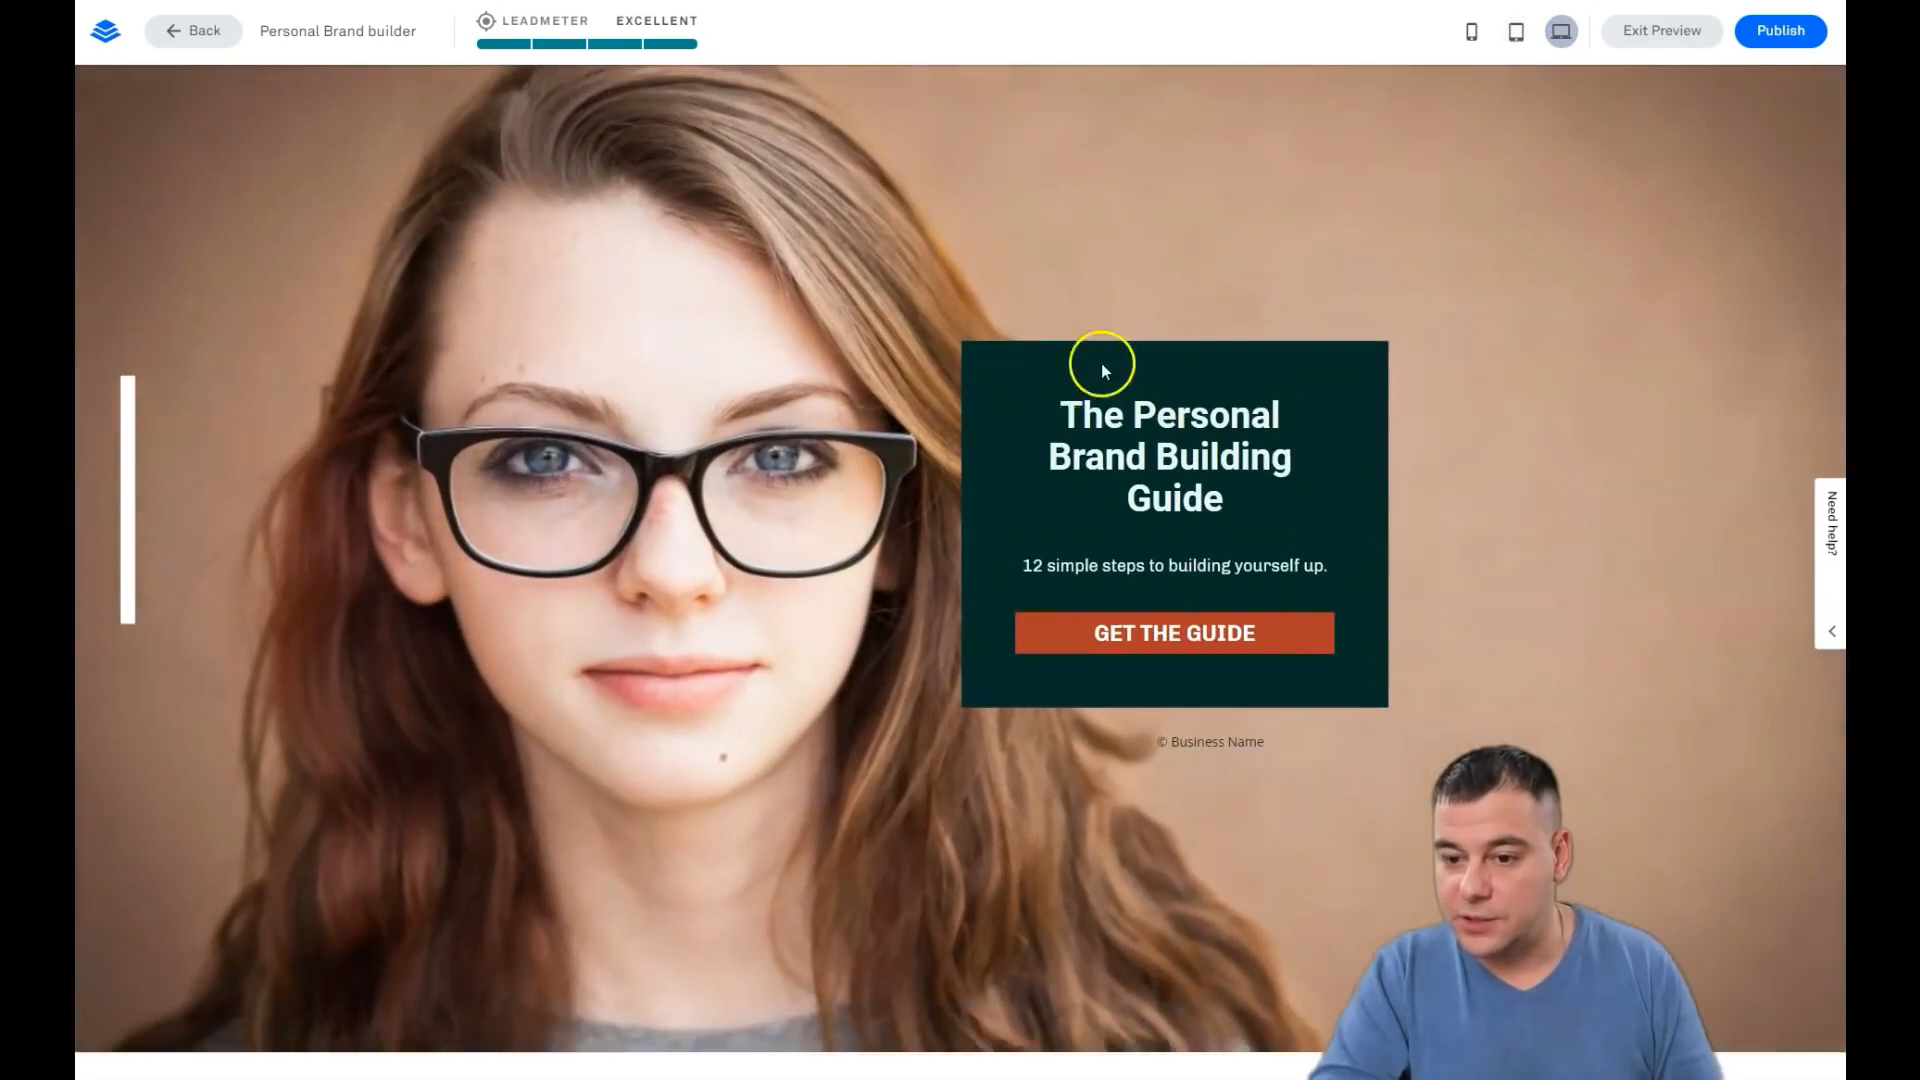 Back
Personal Brand builder
LEADMETER
EXCELLENT
Exit Preview
Publish
The Personal
Brand Building
Guide
12 simple steps to building yourself up.
GET THE GUIDE
© Business Name
Need help?